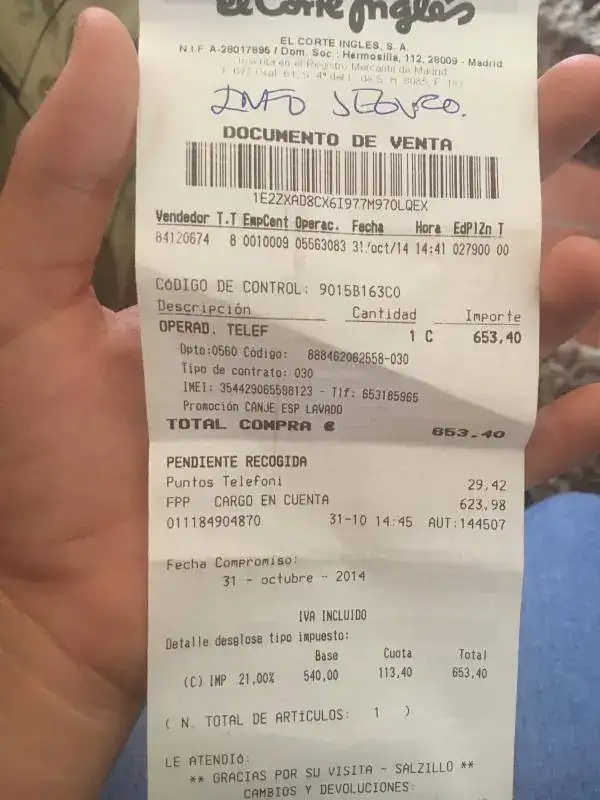 El Corte Inglés
EL CORTE INGLES, S. A.
N.I.F A-28017895 / Dom. Soc.: Hermosilla, 112, 28009 - Madrid
Inscrita en el Registro Mercantil de Madrid
INFO SEGURO.
DOCUMENTO DE VENTA
1E2ZXAD8CX6I977M970LQEX
Vendedor T.T EmpCent Operac. Fecha Hora EdPlZn T
84120674 8 0010009 05563083 31/oct/14 14:41 027900 00
CóDIGO DE CONTROL: 9015B163C0
Descripción Cantidad Importe
OPERAD. TELEF 1 C 653,40
Dpto:0560 Código: 888462062558-030
Tipo de contrato: 030
IMEI: 354429065598123 - Tlf: 653185965
Promoción CANJE ESP LAVADO
TOTAL COMPRA € 653.40
PENDIENTE RECOGIDA
Puntos Telefoni 29,42
FPP CARGO EN CUENTA 623,98
011184904870 31-10 14:45 AUT:144507
Fecha Compromiso:
31 - octubre - 2014
IVA INCLUIDO
Detalle desglose tipo impuesto:
Base Cuota Total
(C) IMP 21,00% 540,00 113,40 653,40
( N. TOTAL DE ARTíCULOS: 1 )
LE ATENDIó:
** GRACIAS POR SU VISITA - SALZILLO **
CAMBIOS Y DEVOLUCIONES: